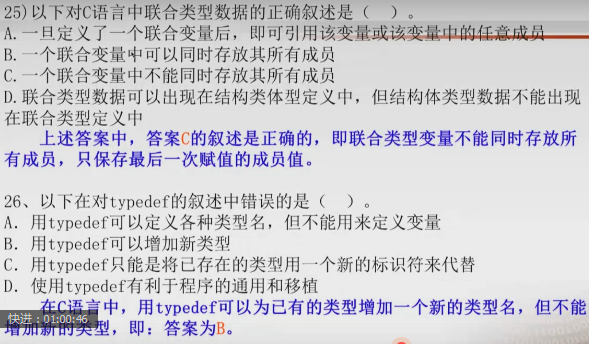 25)以下对C语言中联合类型数据的正确叙述是（　）。
A.一旦定义了一个联合变量后，即可引用该变量或该变量中的任意成员
B.一个联合变量中可以同时存放其所有成员
C.一个联合变量中不能同时存放其所有成员
D.联合类型数据可以出现在结构类体型定义中，但结构体类型数据不能出现
在联合类型定义中
上述答案中，答案C的叙述是正确的，即联合类型变量不能同时存放所
有成员，只保存最后一次赋值的成员值。
26、以下在对typedef的叙述中错误的是（　）。
A．用typedef可以定义各种类型名，但不能用来定义变量
B．用typedef可以增加新类型
C．用typedef只能是将已存在的类型用一个新的标识符来代替
D．使用typedef有利于程序的通用和移植
在C语言中，用typedef可以为已有的类型增加一个新的类型名，但不能
增加新的类型，即：答案为B。
快进：01:00:46